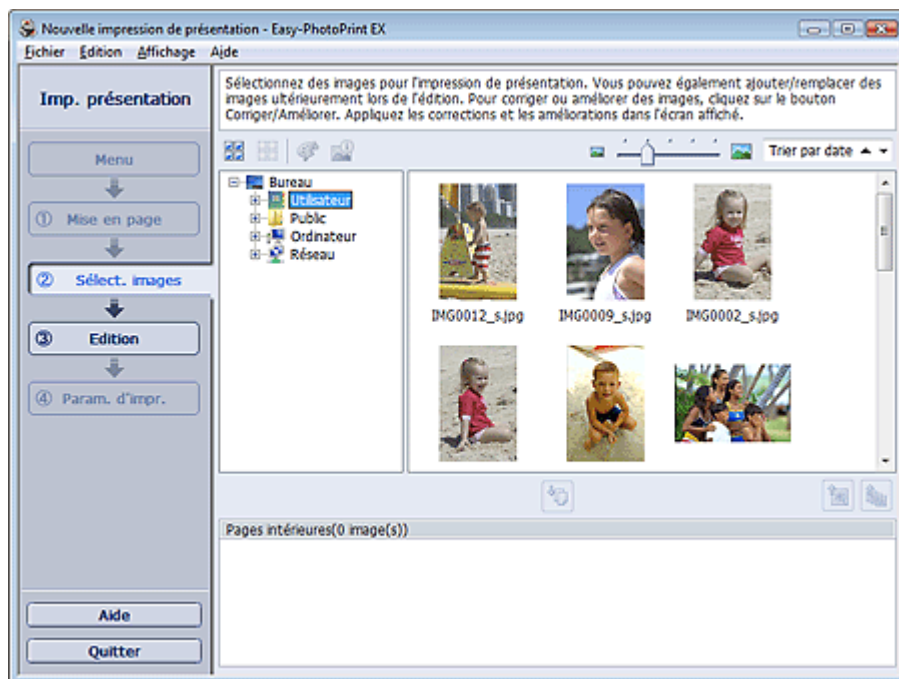 Nouvelle impression de présentation - Easy-PhotoPrint EX
Fichier Edition Affichage Aide
Imp. présentation
Sélectionnez des images pour l'impression de présentation. Vous pouvez également ajouter/remplacer des
images ultérieurement lors de l'édition. Pour corriger ou améliorer des images, cliquez sur le bouton
Corriger/Améliorer. Appliquez les corrections et les améliorations dans l'écran affiché.
Menu
① Mise en page
② Sélect. images
③ Edition
④ Param. d'impr.
Aide
Quitter
Trier par date
Bureau
Utilisateur
Public
Ordinateur
Réseau
IMG0012_s.jpg IMG0009_s.jpg IMG0002_s.jpg
Pages intérieures(0 image(s))